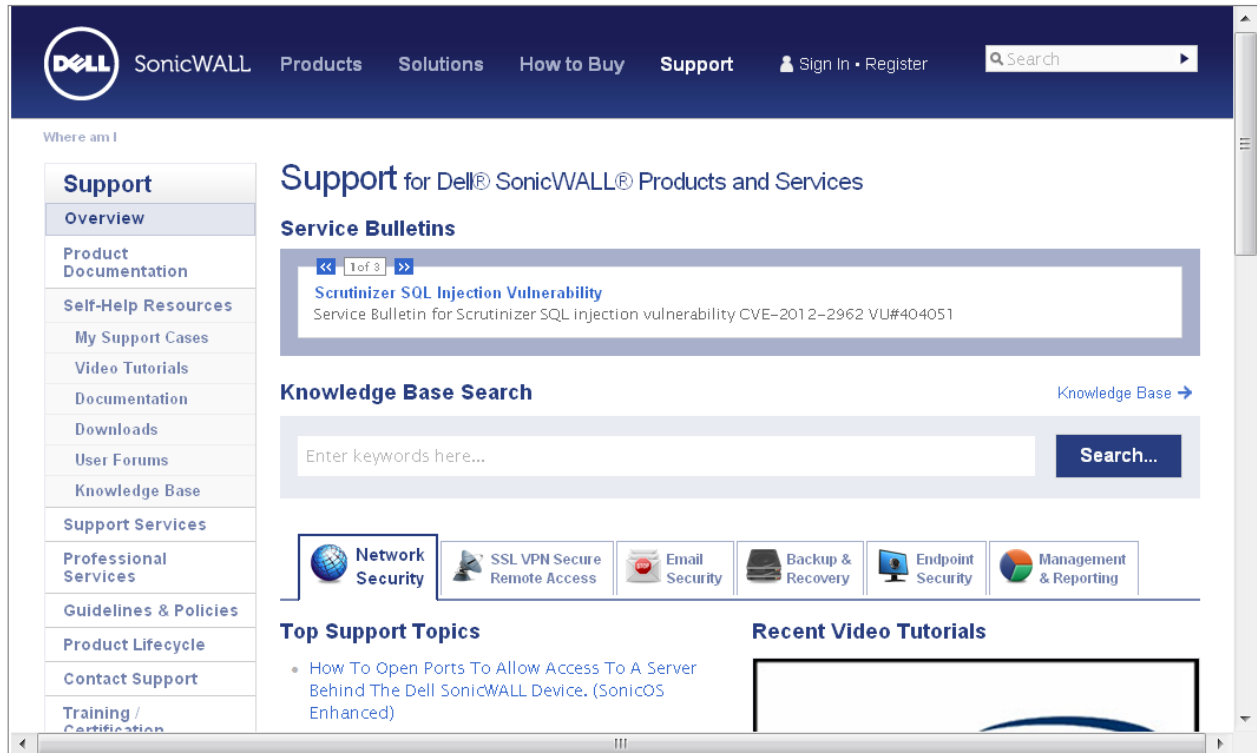 DELL SonicWALL Products Solutions How to Buy Support Sign In • Register Search
Where am I
Support
Overview
Product
Documentation
Self-Help Resources
My Support Cases
Video Tutorials
Documentation
Downloads
User Forums
Knowledge Base
Support Services
Professional
Services
Guidelines & Policies
Product Lifecycle
Contact Support
Training /
Certification
Support for Dell® SonicWALL® Products and Services
Service Bulletins
<< 1 of 3 >>
Scrutinizer SQL Injection Vulnerability
Service Bulletin for Scrutinizer SQL injection vulnerability CVE-2012-2962 VU#404051
Knowledge Base Search
Knowledge Base →
Enter keywords here...
Search...
Network
Security
SSL VPN Secure
Remote Access
STOP
Email
Security
Backup &
Recovery
Endpoint
Security
Management
& Reporting
Top Support Topics
• How To Open Ports To Allow Access To A Server
Behind The Dell SonicWALL Device. (SonicOS
Enhanced)
Recent Video Tutorials